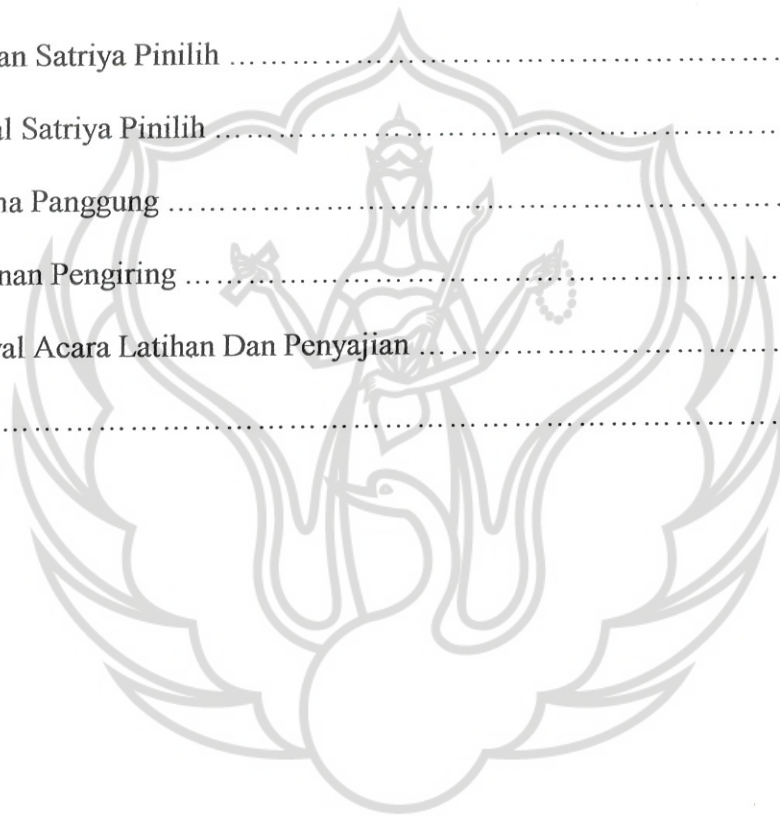 an Satriya Pinilih ……………………………………………
al Satriya Pinilih ……………………………………………
na Panggung ……………………………………………
nan Pengiring ……………………………………………
al Acara Latihan Dan Penyajian ……………………………………
……………………………………………